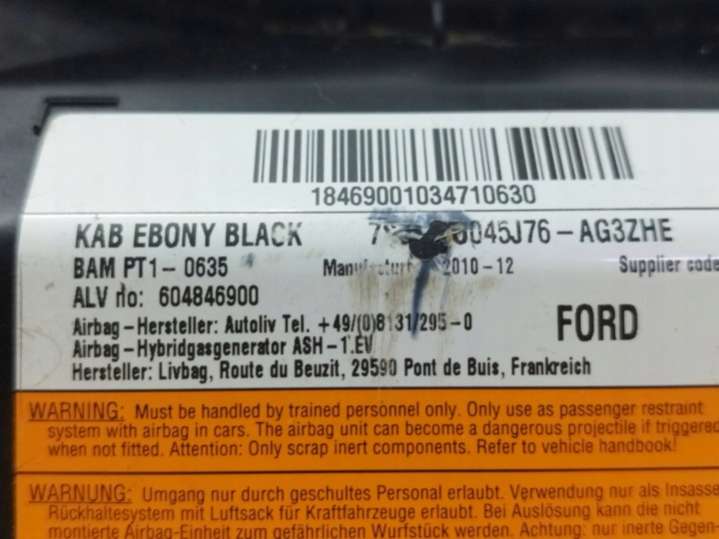 18469001034710630
KAB EBONY BLACK J76-AG3ZHE
BAM PT1-0635 2010-12 Supplier code
ALV no: 604846900
Airbag-Hersteller: Autoliv Tel. +49/(0)8131/295-0 FORD
Airbag-Hybridgasgenerator ASH-1.EV
Hersteller: Livbag, Route du Beuzit, 29590 Pont de Buis, Frankreich
WARNING: Must be handled by trained personnel only. Only use as passenger restraint
system with airbag in cars. The airbag unit can become a dangerous projectile if triggered
when not fitted. Attention: Only scrap inert components. Refer to vehicle handbook!
WARNUNG: Umgang nur durch geschultes Personal erlaubt. Verwendung nur als Insasse
Rückhaltesystem mit Luftsack für Kraftfahrzeuge erlaubt. Bei Auslösung kann die nicht
montierte Airbag-Einheit zum gefährlichen Wurfstück werden. Achtung: nur inerte Gegen-